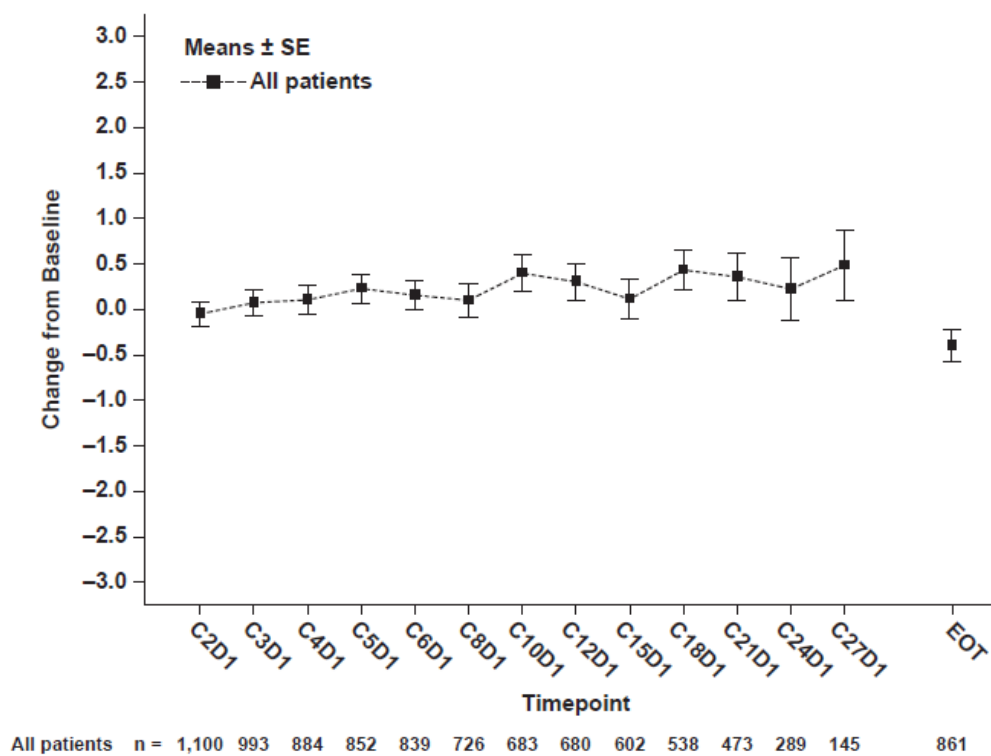 Means ± SE
All patients
Change from Baseline
3.0
2.5
2.0
1.5
1.0
0.5
0.0
–0.5
–1.0
–1.5
–2.0
–2.5
–3.0
C2D1 C3D1 C4D1 C5D1 C6D1 C8D1 C10D1 C12D1 C15D1 C18D1 C21D1 C24D1 C27D1 EOT
Timepoint
All patients n = 1,100 993 884 852 839 726 683 680 602 538 473 289 145 861